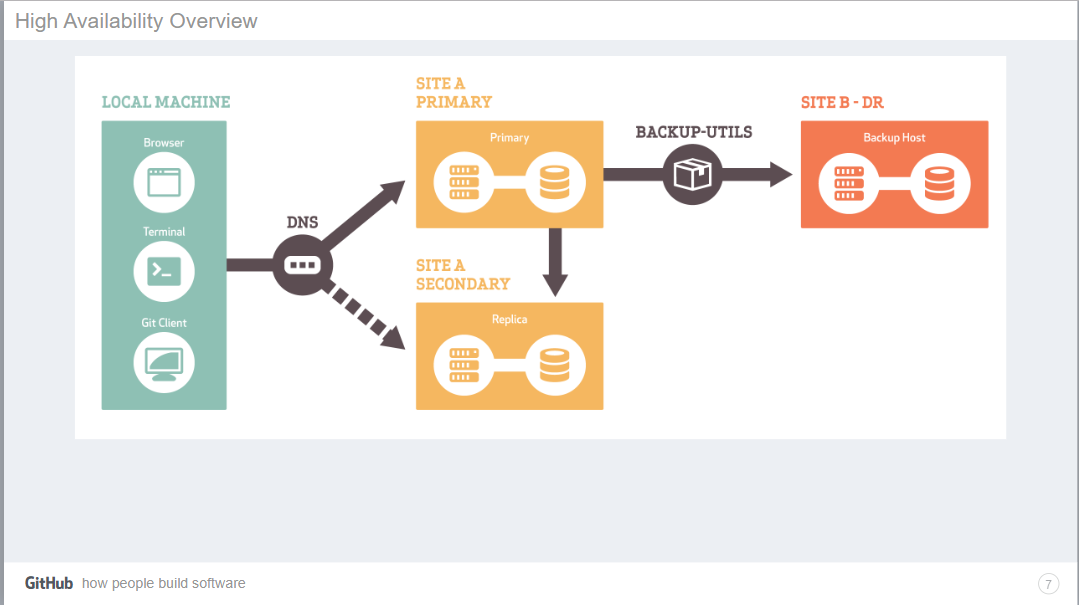 High Availability Overview
LOCAL MACHINE
Browser
Terminal
Git Client
DNS
SITE A
PRIMARY
Primary
SITE A
SECONDARY
Replica
BACKUP-UTILS
SITE B - DR
Backup Host
GitHub how people build software
7